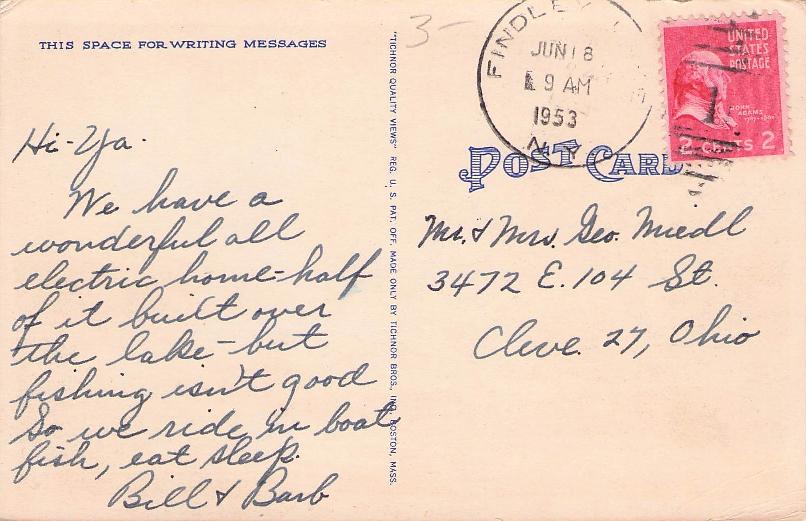 THIS SPACE FOR WRITING MESSAGES
Hi-Ya.
We have a
wonderful all
electric home-half
of it built over
the lake-but
fishing isn't good
So we ride in boat,
fish, eat sleep.
Bill & Barb
"TICHNOR QUALITY VIEWS" REG. U. S. PAT. OFF. MADE ONLY BY TICHNOR BROS., INC. BOSTON, MASS.
3-
FINDLEY
JUN 18
9 AM
1953
N.Y.
UNITED
STATES
POSTAGE
JOHN
ADAMS
2 CENTS 2
1
POST CARD
Mr. & Mrs. Geo. Miedl
3472 E. 104 St.
Cleve. 27, Ohio